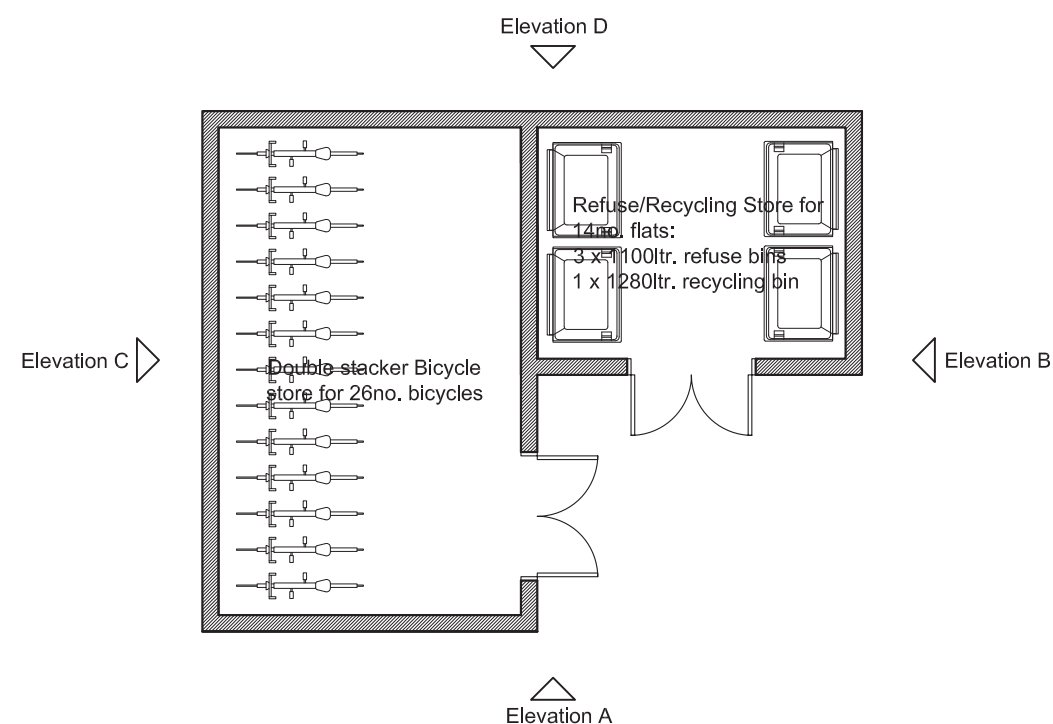 Elevation D
Refuse/Recycling Store for
14no. flats:
3 x 1100ltr. refuse bins
1 x 1280ltr. recycling bin
Elevation C
Double stacker Bicycle
store for 26no. bicycles
Elevation B
Elevation A